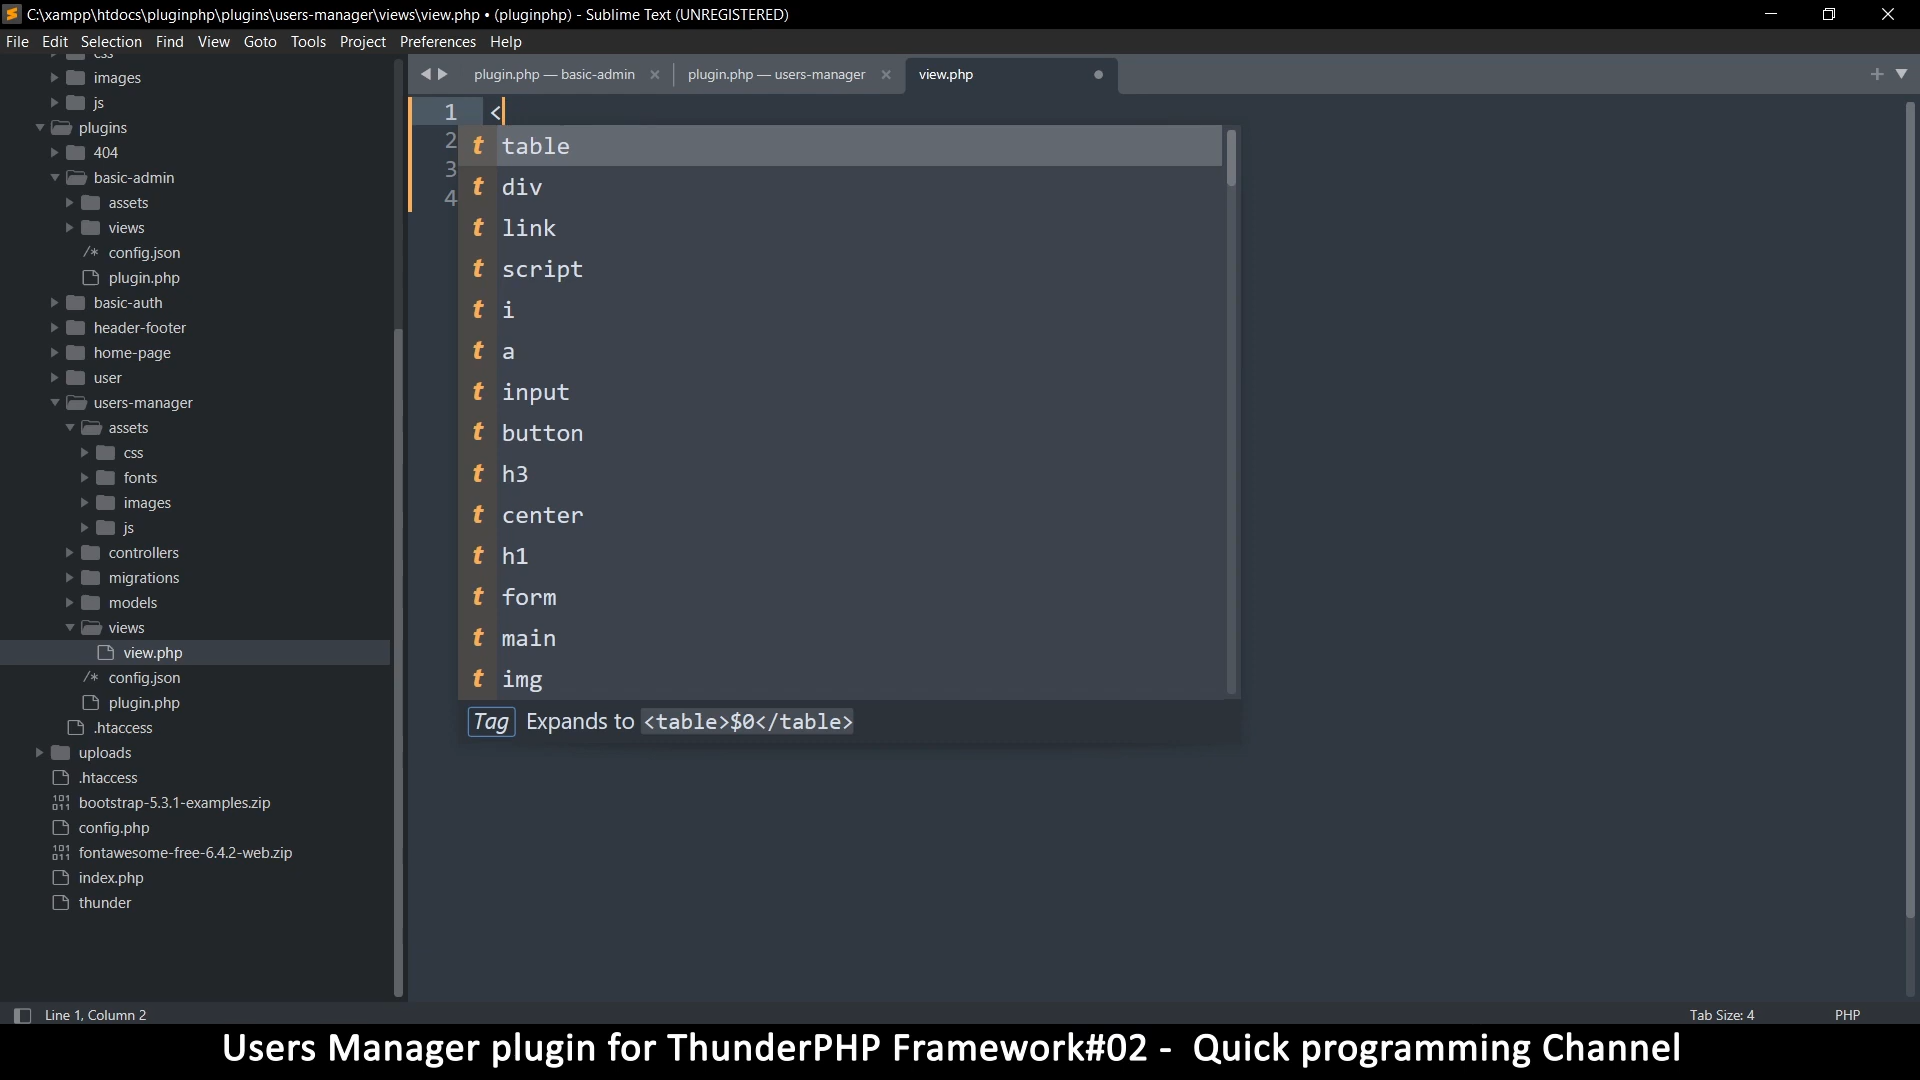 C:\xampp\htdocs\pluginphp\plugins\users-manager\views\view.php • (pluginphp) - Sublime Text (UNREGISTERED)
File Edit Selection Find View Goto Tools Project Preferences Help
css
images
js
plugins
404
basic-admin
assets
views
/* config.json
plugin.php
basic-auth
header-footer
home-page
user
users-manager
assets
css
fonts
images
js
controllers
migrations
models
views
view.php
/* config.json
plugin.php
.htaccess
uploads
.htaccess
bootstrap-5.3.1-examples.zip
config.php
fontawesome-free-6.4.2-web.zip
index.php
thunder
plugin.php — basic-admin × plugin.php — users-manager × view.php
1 <
2
3
4
t table
t div
t link
t script
t i
t a
t input
t button
t h3
t center
t h1
t form
t main
t img
Tag Expands to <table>$0</table>
Line 1, Column 2 Tab Size: 4 PHP
Users Manager plugin for ThunderPHP Framework#02 - Quick programming Channel